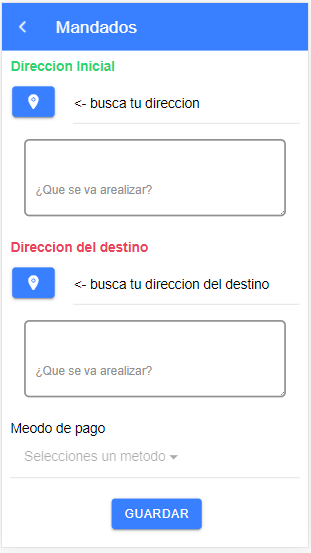 Mandados
Direccion Inicial
<- busca tu direccion
¿Que se va arealizar?
Direccion del destino
<- busca tu direccion del destino
¿Que se va arealizar?
Meodo de pago
Selecciones un metodo
GUARDAR